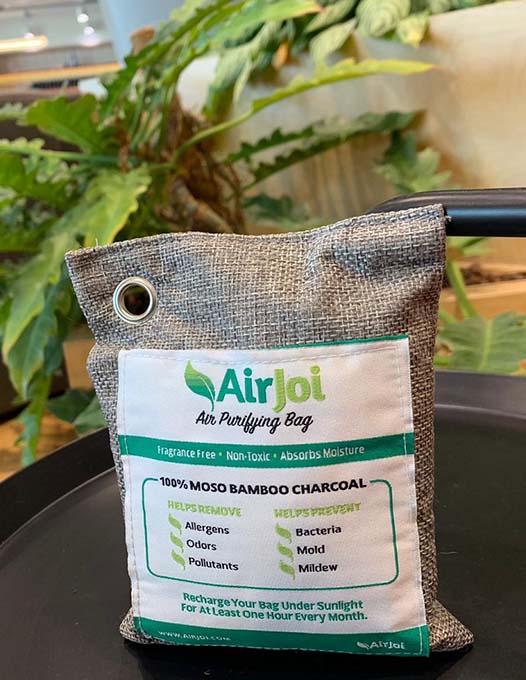 AirJoi
Air Purifying Bag
Fragrance Free • Non-Toxic • Absorbs Moisture
100% MOSO BAMBOO CHARCOAL
HELPS REMOVE
Allergens
Odors
Pollutants
HELPS PREVENT
Bacteria
Mold
Mildew
Recharge Your Bag Under Sunlight
For At Least One Hour Every Month.
WWW.AIRJOI.COM
AirJoi